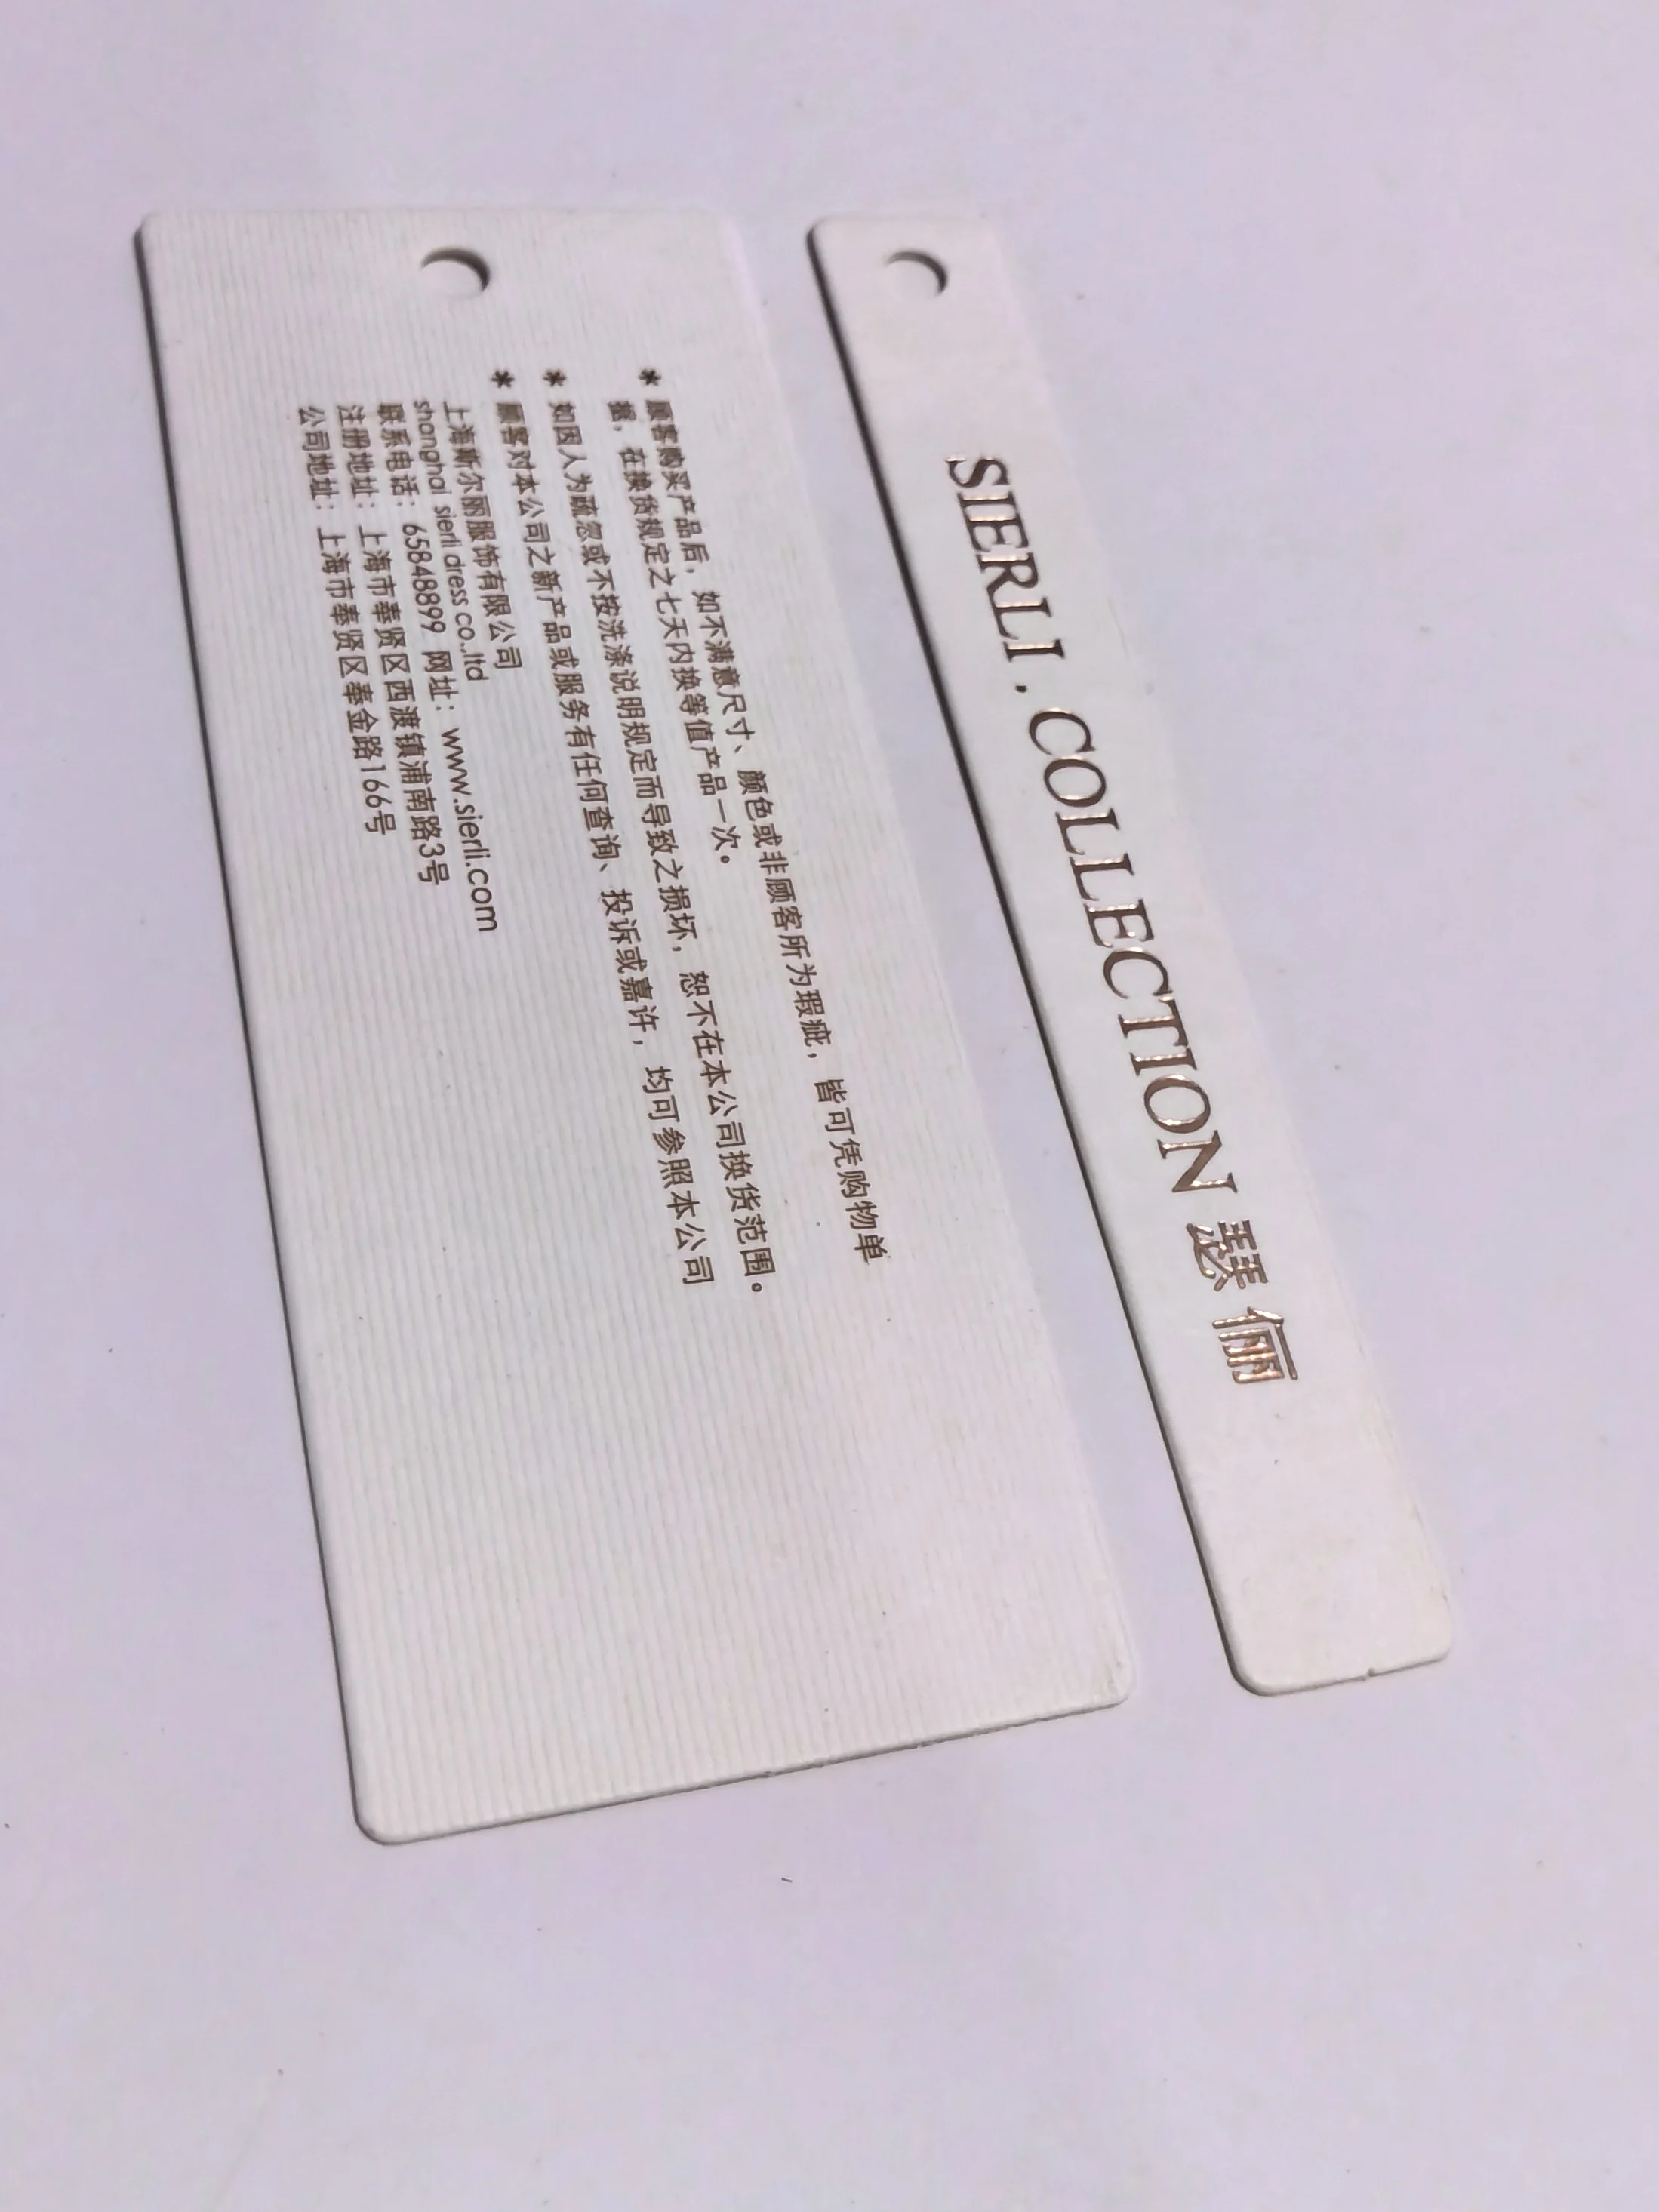 * 顾客购买产品后，如不满意尺寸、颜色或非顾客所为瑕疵，皆可凭购物单
据，在换货规定之七天内换等值产品一次。
* 如因人为疏忽或不按洗涤说明规定而导致之损坏，恕不在本公司换货范围。
* 顾客对本公司之新产品或服务有任何查询、投诉或嘉许，均可参照本公司
上海斯尔丽服饰有限公司
shanghai sierli dress co.,ltd
联系电话：65848899 网址：www.sierli.com
注册地址：上海市奉贤区西渡镇浦南路3号
公司地址：上海市奉贤区奉金路166号
SIERLI . COLLECTION 瑟俪